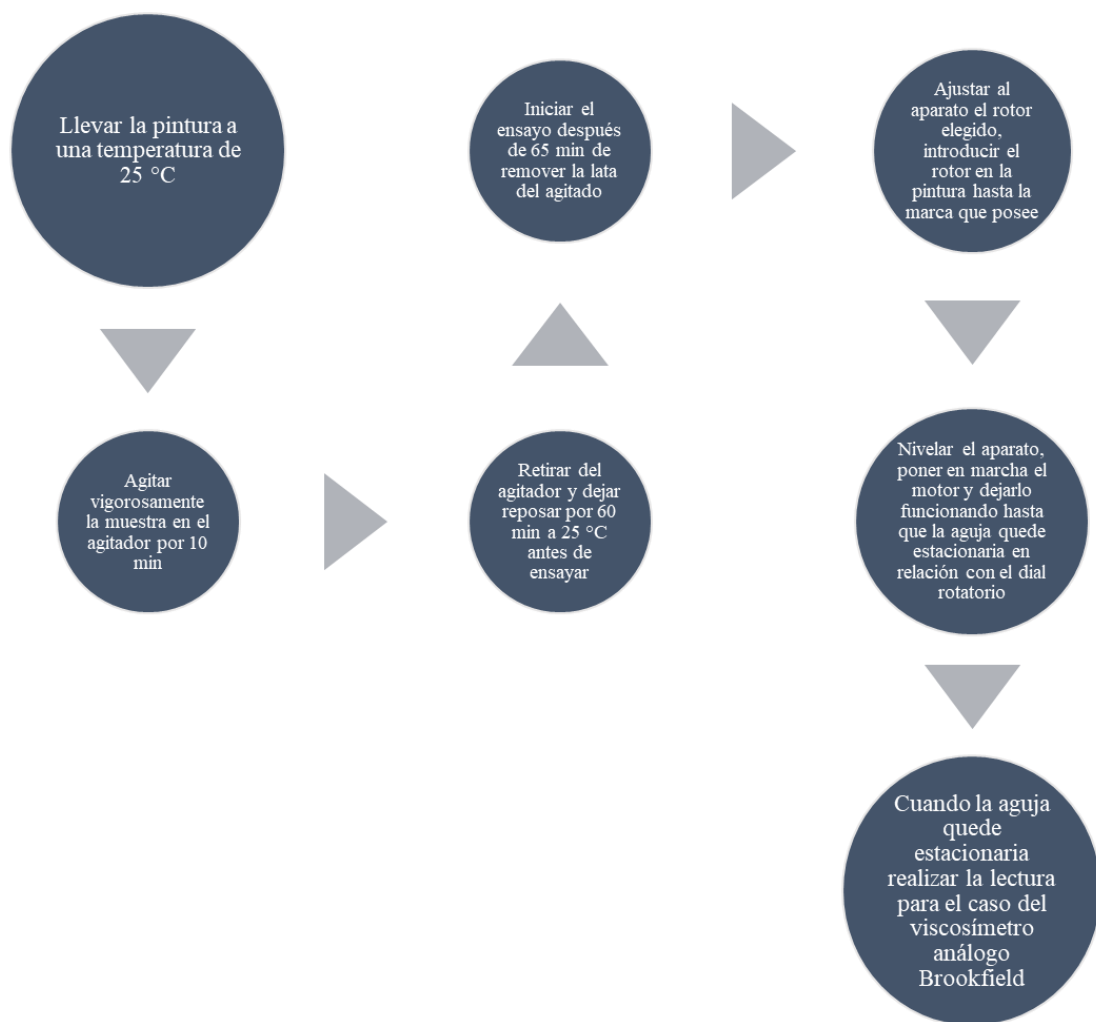 Llevar la pintura a
una temperatura de
25 °C
Agitar
vigorosamente
la muestra en el
agitador por 10
min
Retirar del
agitador y dejar
reposar por 60
min a 25 °C
antes de
ensayar
Iniciar el
ensayo después
de 65 min de
remover la lata
del agitado
Ajustar al
aparato el rotor
elegido,
introducir el
rotor en la
pintura hasta la
marca que posee
Nivelar el aparato,
poner en marcha el
motor y dejarlo
funcionando hasta
que la aguja quede
estacionaria en
relación con el dial
rotatorio
Cuando la aguja
quede
estacionaria
realizar la lectura
para el caso del
viscosímetro
análogo
Brookfield